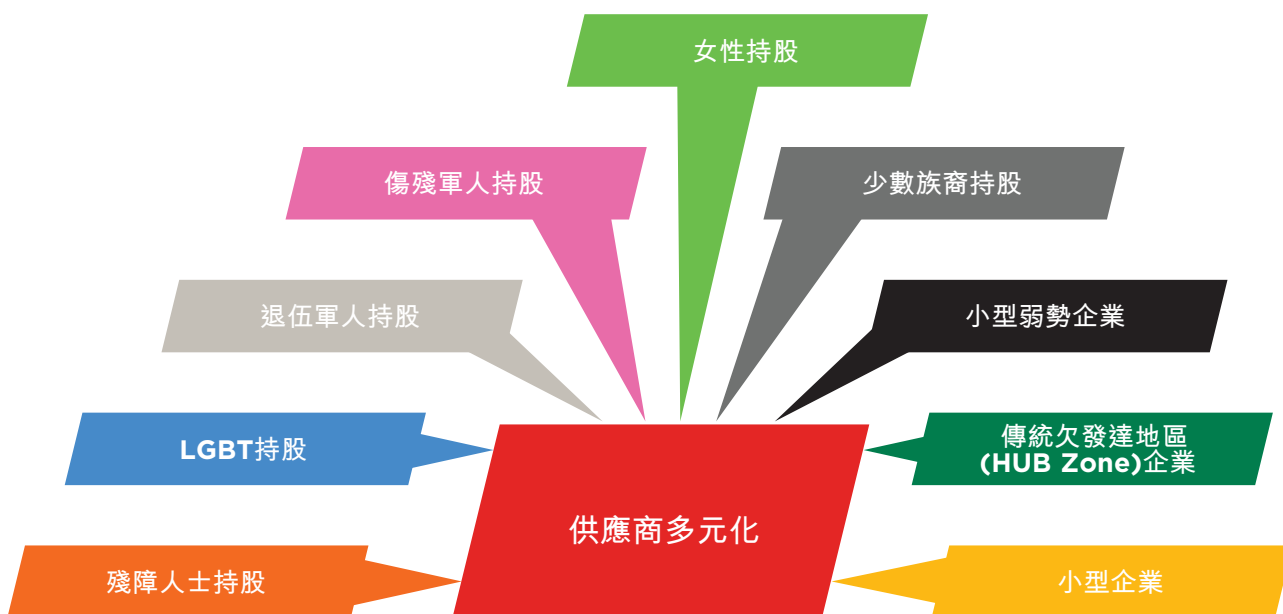 女性持股
傷殘軍人持股
少數族裔持股
退伍軍人持股
小型弱勢企業
LGBT持股
傳統欠發達地區
(HUB Zone)企業
供應商多元化
殘障人士持股
小型企業